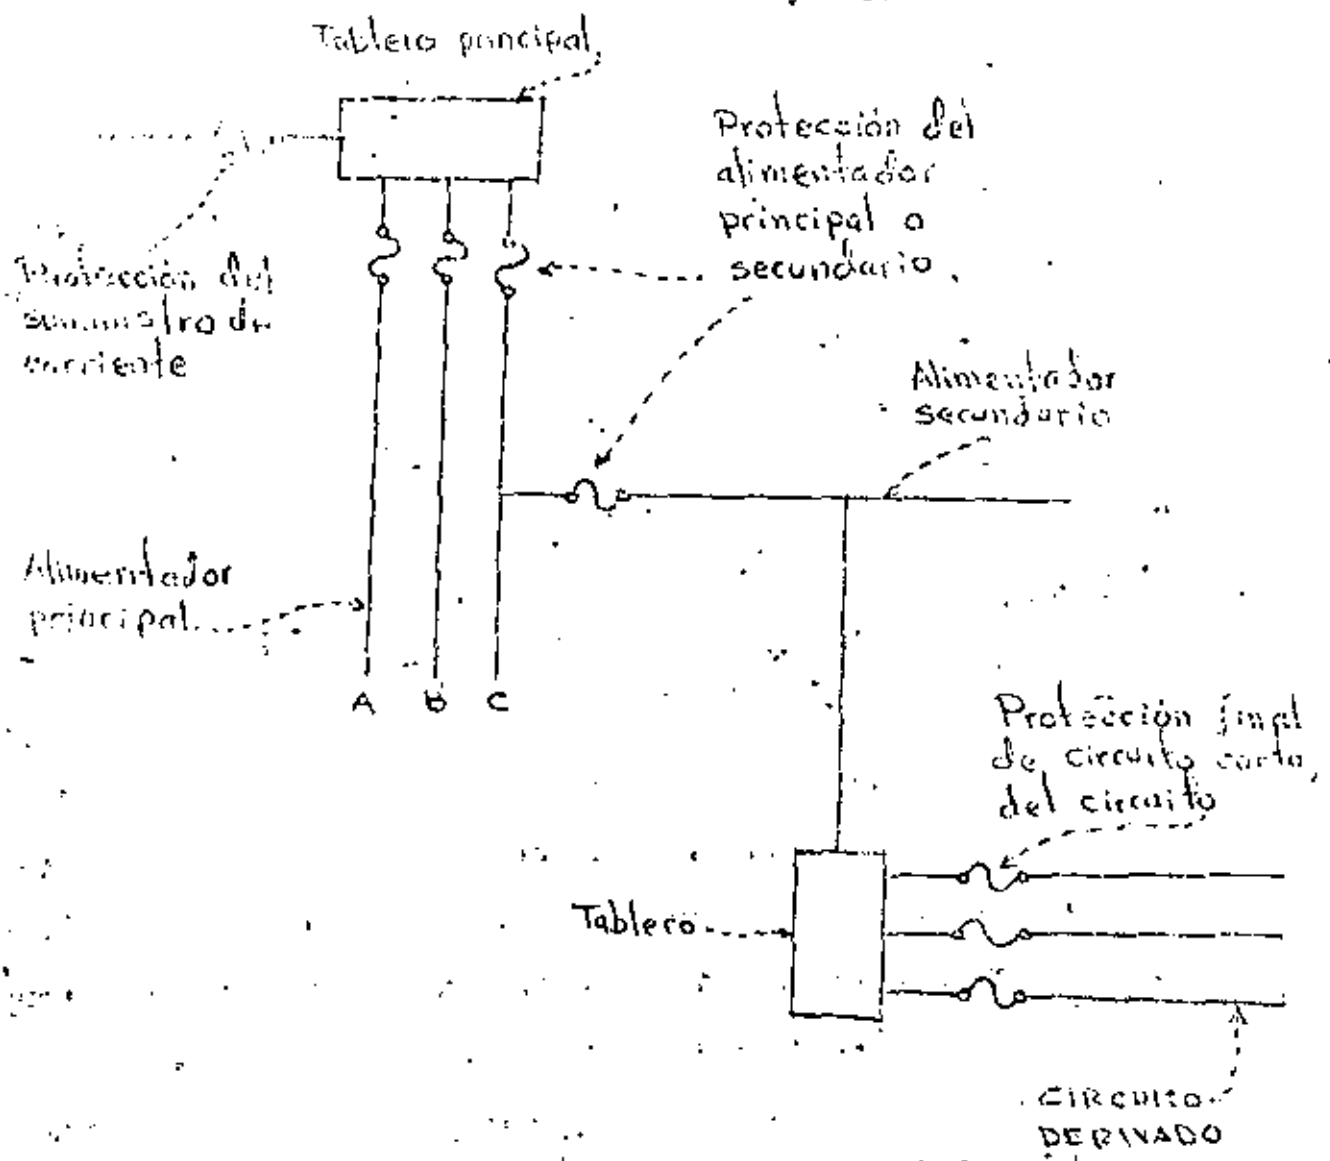 Tablero principal
Protección del
alimentador
principal o
secundario.
Protección del
suministro de
corriente
Alimentador
secundario
Alimentador
principal
A B C
Protección final
de circuito corto,
del circuito
Tablero
CIRCUITO
DERIVADO